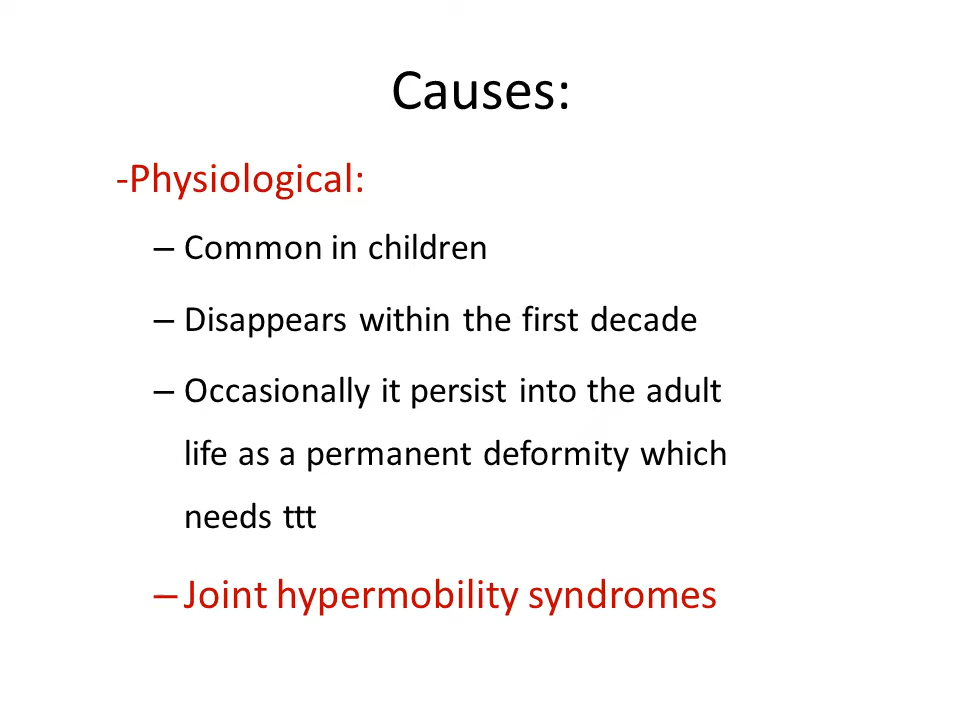 Causes:
-Physiological:
– Common in children
– Disappears within the first decade
– Occasionally it persist into the adult
life as a permanent deformity which
needs ttt
– Joint hypermobility syndromes